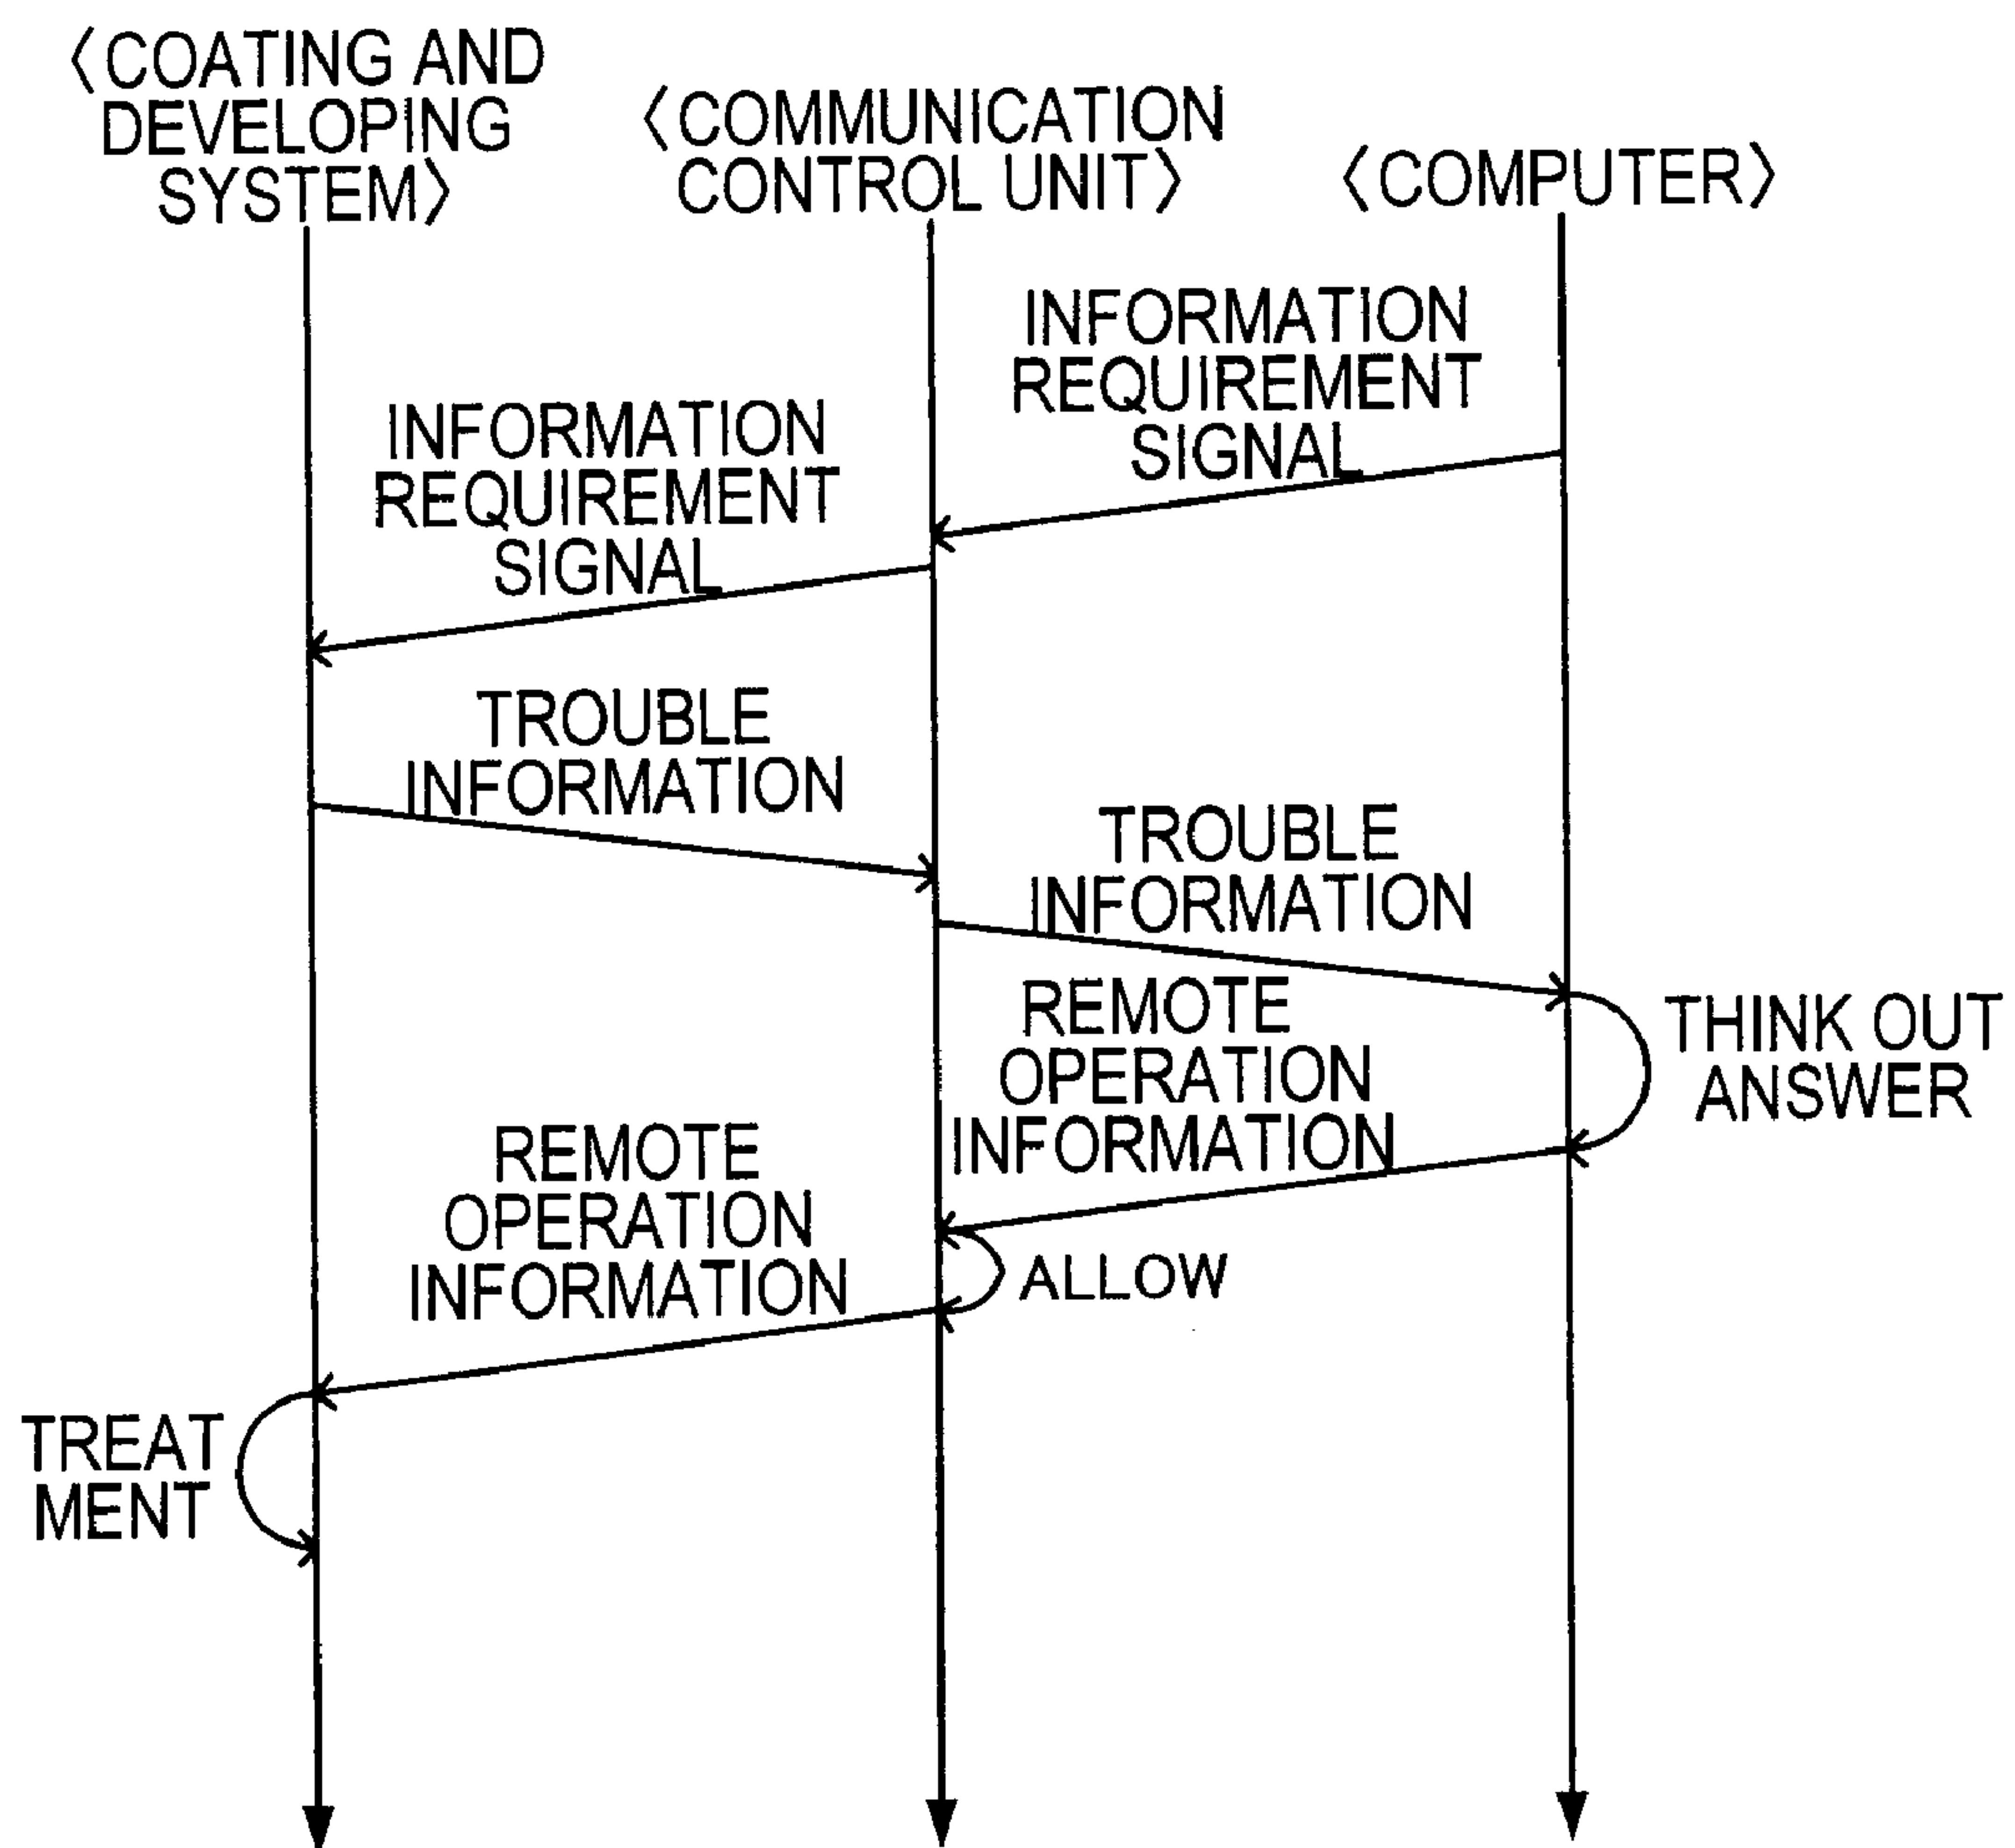 〈COATING AND
DEVELOPING
SYSTEM〉
〈COMMUNICATION
CONTROL UNIT〉
〈COMPUTER〉
INFORMATION
REQUIREMENT
SIGNAL
INFORMATION
REQUIREMENT
SIGNAL
TROUBLE
INFORMATION
TROUBLE
INFORMATION
THINK OUT
ANSWER
REMOTE
OPERATION
INFORMATION
ALLOW
REMOTE
OPERATION
INFORMATION
TREAT
MENT